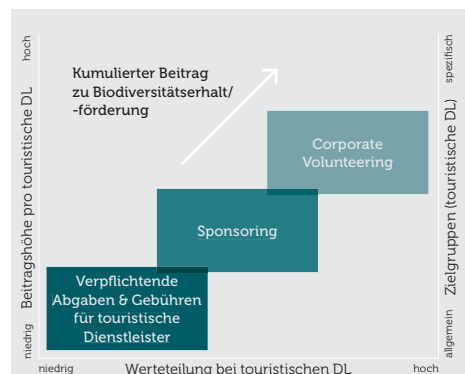 hoch
Beitragshöhe pro touristische DL
niedrig
Kumulierter Beitrag
zu Biodiversitätserhalt/
-förderung
Corporate
Volunteering
Sponsoring
Verpflichtende
Abgaben & Gebühren
für touristische
Dienstleister
spezifisch
Zielgruppen (touristische DL)
allgemein
niedrig
Werteteilung bei touristischen DL
hoch